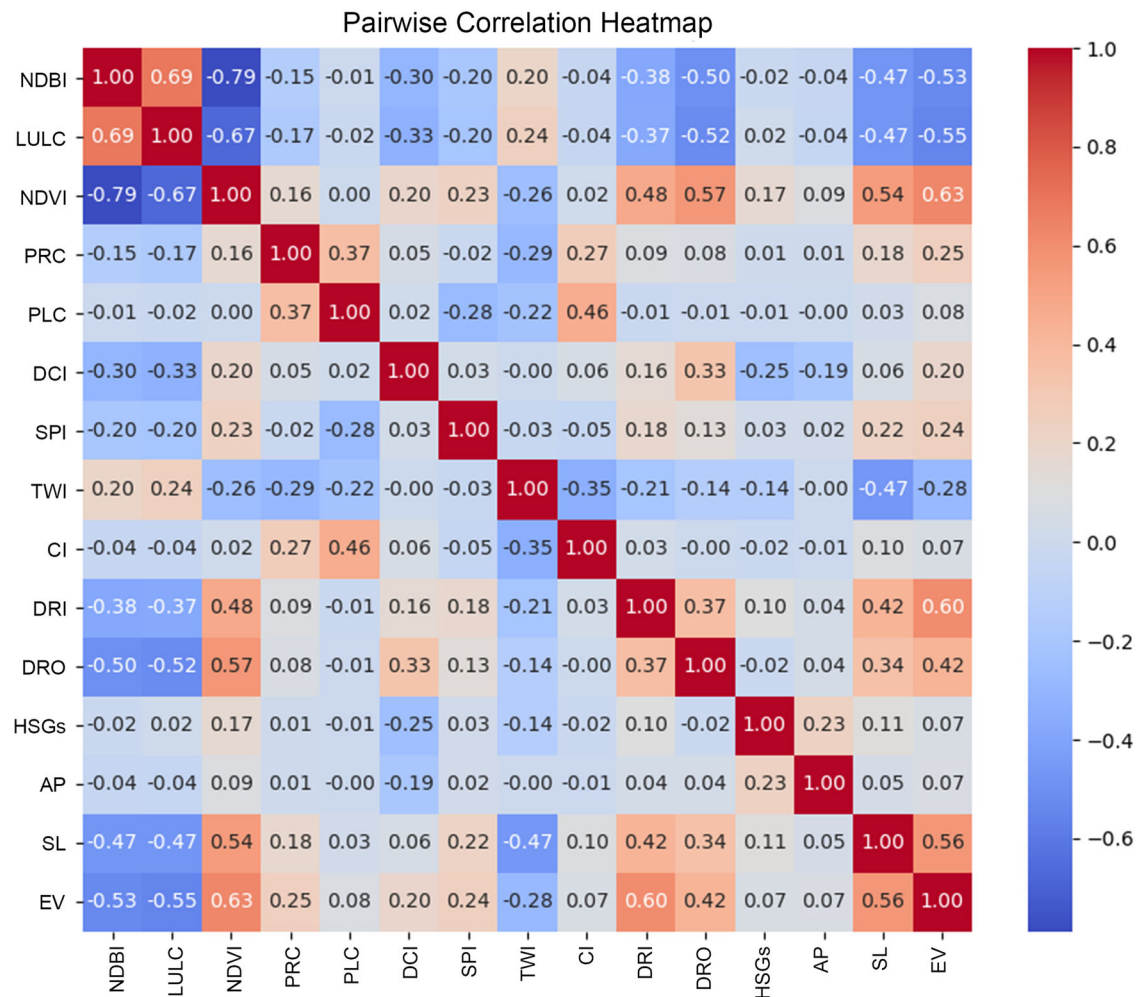 Pairwise Correlation Heatmap
NDBI 1.00 0.69 -0.79 -0.15 -0.01 -0.30 -0.20 0.20 -0.04 -0.38 -0.50 -0.02 -0.04 -0.47 -0.53
LULC 0.69 1.00 -0.67 -0.17 -0.02 -0.33 -0.20 0.24 -0.04 -0.37 -0.52 0.02 -0.04 -0.47 -0.55
NDVI -0.79 -0.67 1.00 0.16 0.00 0.20 0.23 -0.26 0.02 0.48 0.57 0.17 0.09 0.54 0.63
PRC -0.15 -0.17 0.16 1.00 0.37 0.05 -0.02 -0.29 0.27 0.09 0.08 0.01 0.01 0.18 0.25
PLC -0.01 -0.02 0.00 0.37 1.00 0.02 -0.28 -0.22 0.46 -0.01 -0.01 -0.01 -0.00 0.03 0.08
DCI -0.30 -0.33 0.20 0.05 0.02 1.00 0.03 -0.00 0.06 0.16 0.33 -0.25 -0.19 0.06 0.20
SPI -0.20 -0.20 0.23 -0.02 -0.28 0.03 1.00 -0.03 -0.05 0.18 0.13 0.03 0.02 0.22 0.24
TWI 0.20 0.24 -0.26 -0.29 -0.22 -0.00 -0.03 1.00 -0.35 -0.21 -0.14 -0.14 -0.00 -0.47 -0.28
CI -0.04 -0.04 0.02 0.27 0.46 0.06 -0.05 -0.35 1.00 0.03 -0.00 -0.02 -0.01 0.10 0.07
DRI -0.38 -0.37 0.48 0.09 -0.01 0.16 0.18 -0.21 0.03 1.00 0.37 0.10 0.04 0.42 0.60
DRO -0.50 -0.52 0.57 0.08 -0.01 0.33 0.13 -0.14 -0.00 0.37 1.00 -0.02 0.04 0.34 0.42
HSGs -0.02 0.02 0.17 0.01 -0.01 -0.25 0.03 -0.14 -0.02 0.10 -0.02 1.00 0.23 0.11 0.07
AP -0.04 -0.04 0.09 0.01 -0.00 -0.19 0.02 -0.00 -0.01 0.04 0.04 0.23 1.00 0.05 0.07
SL -0.47 -0.47 0.54 0.18 0.03 0.06 0.22 -0.47 0.10 0.42 0.34 0.11 0.05 1.00 0.56
EV -0.53 -0.55 0.63 0.25 0.08 0.20 0.24 -0.28 0.07 0.60 0.42 0.07 0.07 0.56 1.00
NDBI LULC NDVI PRC PLC DCI SPI TWI CI DRI DRO HSGs AP SL EV
1.0
0.8
0.6
0.4
0.2
0.0
−0.2
−0.4
−0.6